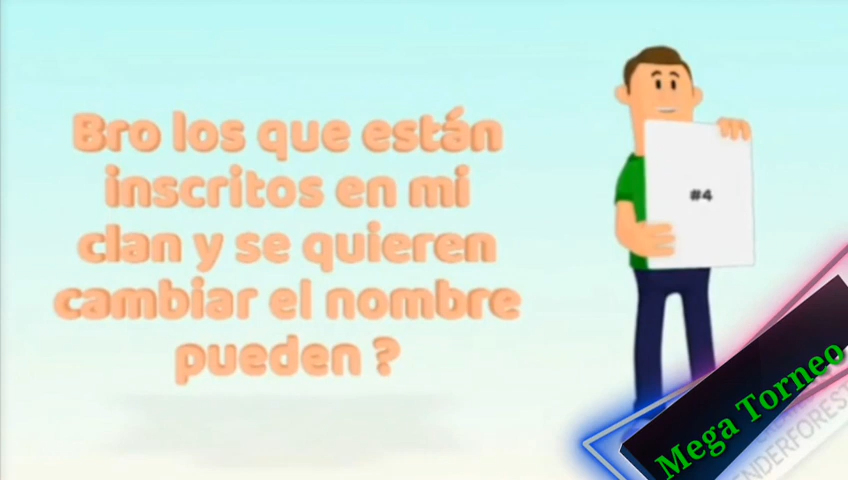 Bro los que están
inscritos en mi
clan y se quieren
cambiar el nombre
pueden ?
#4
Mega Torneo